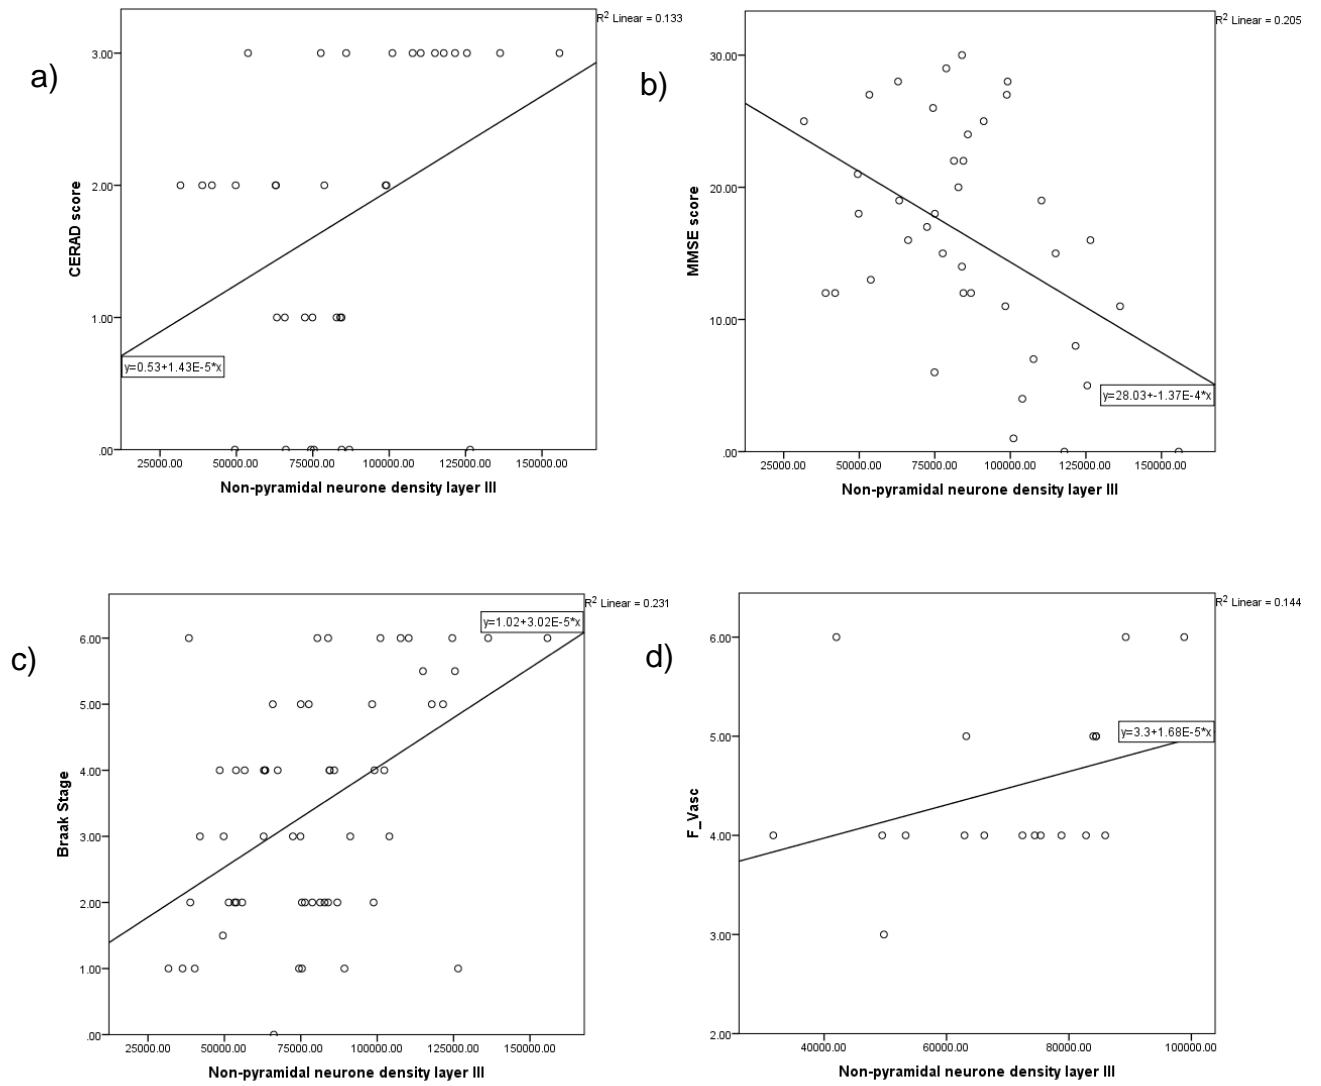 a)
R² Linear = 0.133
CERAD score
3.00
2.00
1.00
.00
y=0.53+1.43E-5*x
25000.00 50000.00 75000.00 100000.00 125000.00 150000.00
Non-pyramidal neurone density layer III
b)
R² Linear = 0.205
MMSE score
30.00
20.00
10.00
.00
y=28.03+-1.37E-4*x
25000.00 50000.00 75000.00 100000.00 125000.00 150000.00
Non-pyramidal neurone density layer III
c)
R² Linear = 0.231
y=1.02+3.02E-5*x
Braak Stage
6.00
5.00
4.00
3.00
2.00
1.00
.00
25000.00 50000.00 75000.00 100000.00 125000.00 150000.00
Non-pyramidal neurone density layer III
d)
R² Linear = 0.144
F_Vasc
6.00
5.00
4.00
3.00
2.00
y=3.3+1.68E-5*x
40000.00 60000.00 80000.00 100000.00
Non-pyramidal neurone density layer III